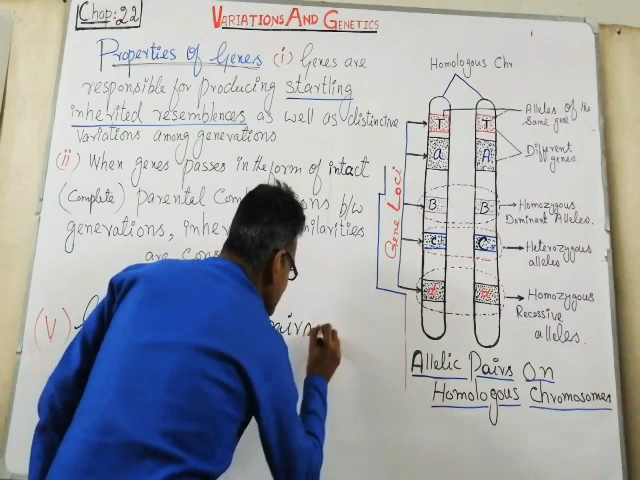 Chap: 22
VARIATIONS AND GENETICS
Properties of Genes (i) Genes are
responsible for producing startling
inherited resemblences as well as distinctive
variations among generations
(ii) When genes passes in the form of intact
(Complete) parental b/w
generations,
are
(V) pairs
Homologous Chr.
Alleles of the
same gene
Different
genes
Homozygous
Dominant Alleles.
Heterozygous
alleles
Homozygous
Recessive
alleles.
Gene Loci
T T
a A
B B
c C
d d
Allelic Pairs On
Homologous Chromosomes